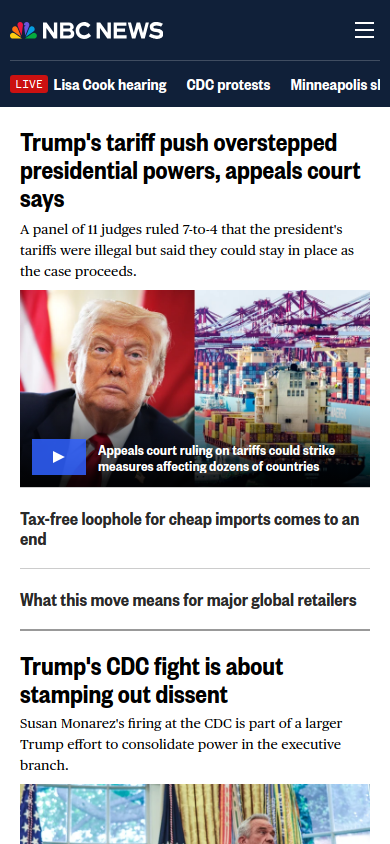 NBC NEWS
LIVE Lisa Cook hearing CDC protests Minneapolis
Trump's tariff push overstepped
presidential powers, appeals court
says
A panel of 11 judges ruled 7-to-4 that the president's
tariffs were illegal but said they could stay in place as
the case proceeds.
Appeals court ruling on tariffs could strike
measures affecting dozens of countries
Tax-free loophole for cheap imports comes to an
end
What this move means for major global retailers
Trump's CDC fight is about
stamping out dissent
Susan Monarez's firing at the CDC is part of a larger
Trump effort to consolidate power in the executive
branch.